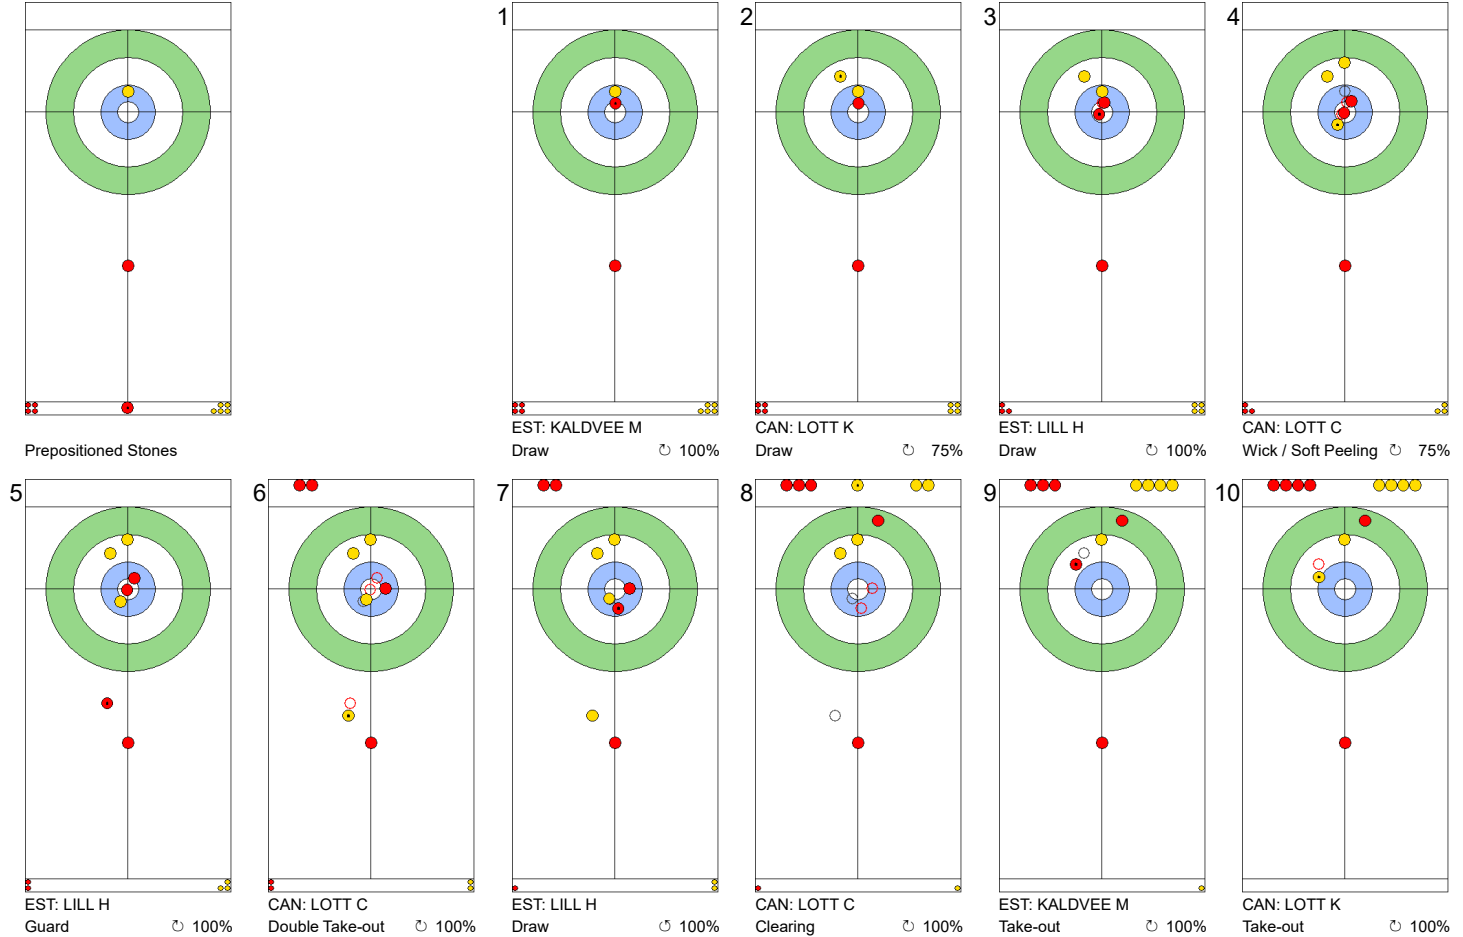 1
2
3
4
Prepositioned Stones
EST: KALDVEE M
Draw ↻ 100%
CAN: LOTT K
Draw ↻ 75%
EST: LILL H
Draw ↻ 100%
CAN: LOTT C
Wick / Soft Peeling ↻ 75%
5
6
7
8
9
10
EST: LILL H
Guard ↻ 100%
CAN: LOTT C
Double Take-out ↻ 100%
EST: LILL H
Draw ↻ 100%
CAN: LOTT C
Clearing ↻ 100%
EST: KALDVEE M
Take-out ↻ 100%
CAN: LOTT K
Take-out ↻ 100%